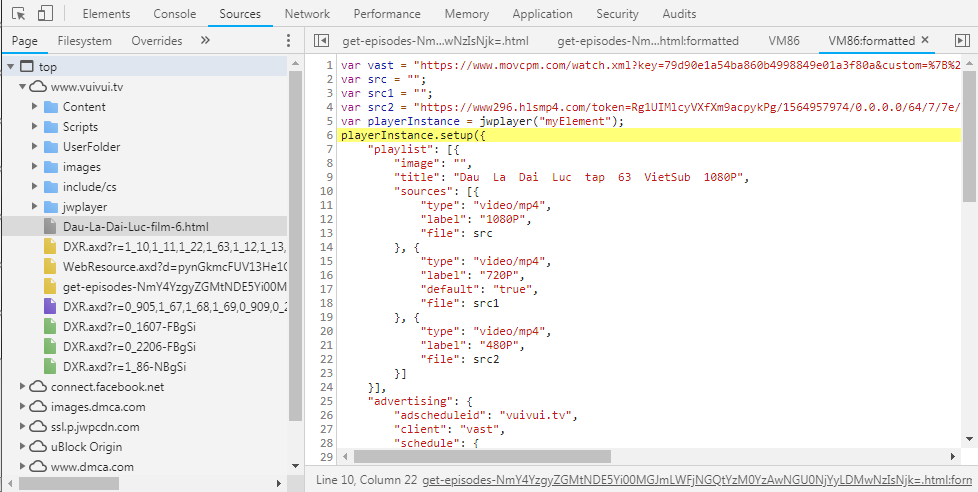 Elements Console Sources Network Performance Memory Application Security Audits
Page Filesystem Overrides » get-episodes-Nm…wNzIsNjk=.html get-episodes-Nm…html:formatted VM86 VM86:formatted ×
top
www.vuivui.tv
Content
Scripts
UserFolder
images
include/cs
jwplayer
Dau-La-Dai-Luc-film-6.html
DXR.axd?r=1_10,1_11,1_22,1_63,1_12,1_13,
WebResource.axd?d=pynGkmcFUV13He1
get-episodes-NmY4YzgyZGMtNDE5Yi00M
DXR.axd?r=0_905,1_67,1_68,1_69,0_909,0_2
DXR.axd?r=0_1607-FBgSi
DXR.axd?r=0_2206-FBgSi
DXR.axd?r=1_86-NBgSi
connect.facebook.net
images.dmca.com
ssl.p.jwpcdn.com
uBlock Origin
www.dmca.com
1 var vast = "https://www.movcpm.com/watch.xml?key=79d90e1a54ba860b4998849e01a3f80a&custom=%7B%2
2 var src = "";
3 var src1 = "";
4 var src2 = "https://www296.hlsmp4.com/token=Rg1UIMlcyVXfXm9acpykPg/1564957974/0.0.0.0/64/7/7e/
5 var playerInstance = jwplayer("myElement");
6 playerInstance.setup({
7 "playlist": [{
8 "image": "",
9 "title": "Dau La Dai Luc tap 63 VietSub 1080P",
10 "sources": [{
11 "type": "video/mp4",
12 "label": "1080P",
13 "file": src
14 }, {
15 "type": "video/mp4",
16 "label": "720P",
17 "default": "true",
18 "file": src1
19 }, {
20 "type": "video/mp4",
21 "label": "480P",
22 "file": src2
23 }]
24 }],
25 "advertising": {
26 "adscheduleid": "vuivui.tv",
27 "client": "vast",
28 "schedule": {
29
Line 10, Column 22 get-episodes-NmY4YzgyZGMtNDE5Yi00MGJmLWFjNGQtYzM0YzAwNGU0NjYyLDMwNzIsNjk=.html:form